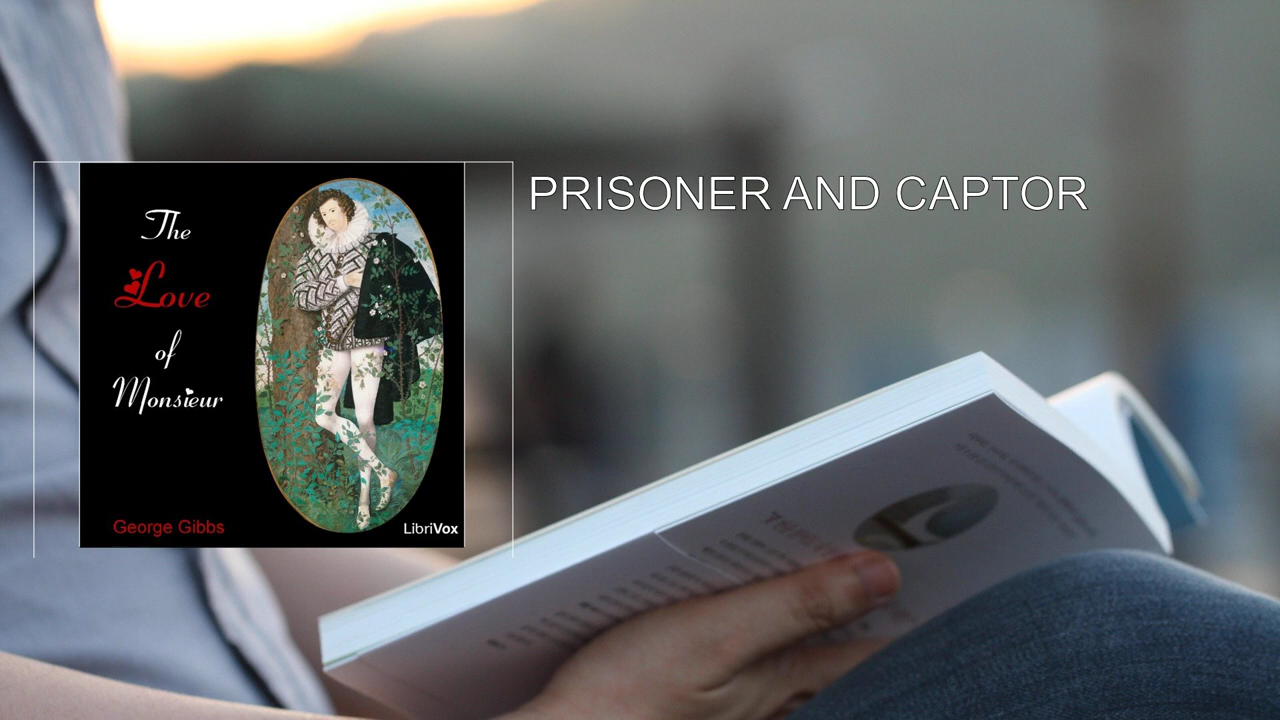 The
Love
of
Monsieur
George Gibbs
LibriVox
PRISONER AND CAPTOR